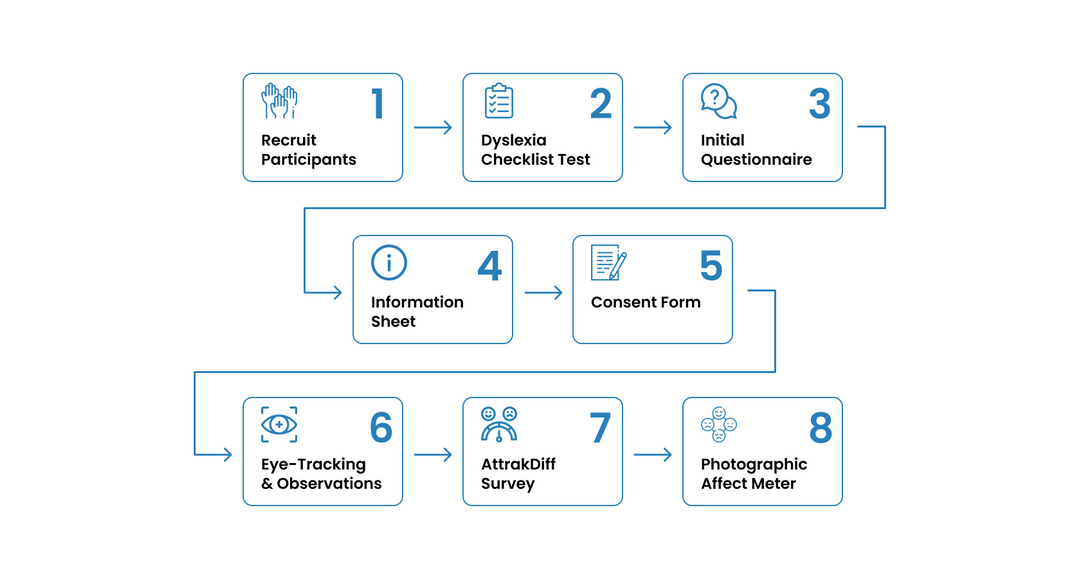 1
Recruit
Participants
2
Dyslexia
Checklist Test
3
Initial
Questionnaire
4
Information
Sheet
5
Consent Form
6
Eye-Tracking
& Observations
7
AttrakDiff
Survey
8
Photographic
Affect Meter